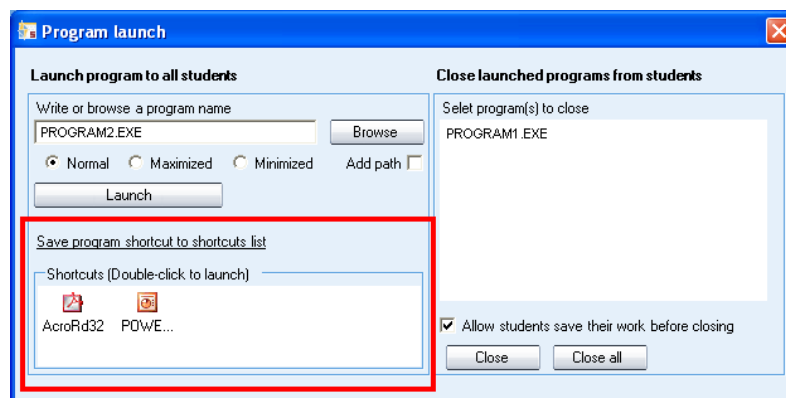 Program launch
Launch program to all students
Write or browse a program name
PROGRAM2.EXE
Browse
Normal Maximized Minimized Add path
Launch
Save program shortcut to shortcuts list
Shortcuts (Double-click to launch)
AcroRd32 POWE...
Close launched programs from students
Selet program(s) to close
PROGRAM1.EXE
Allow students save their work before closing
Close Close all